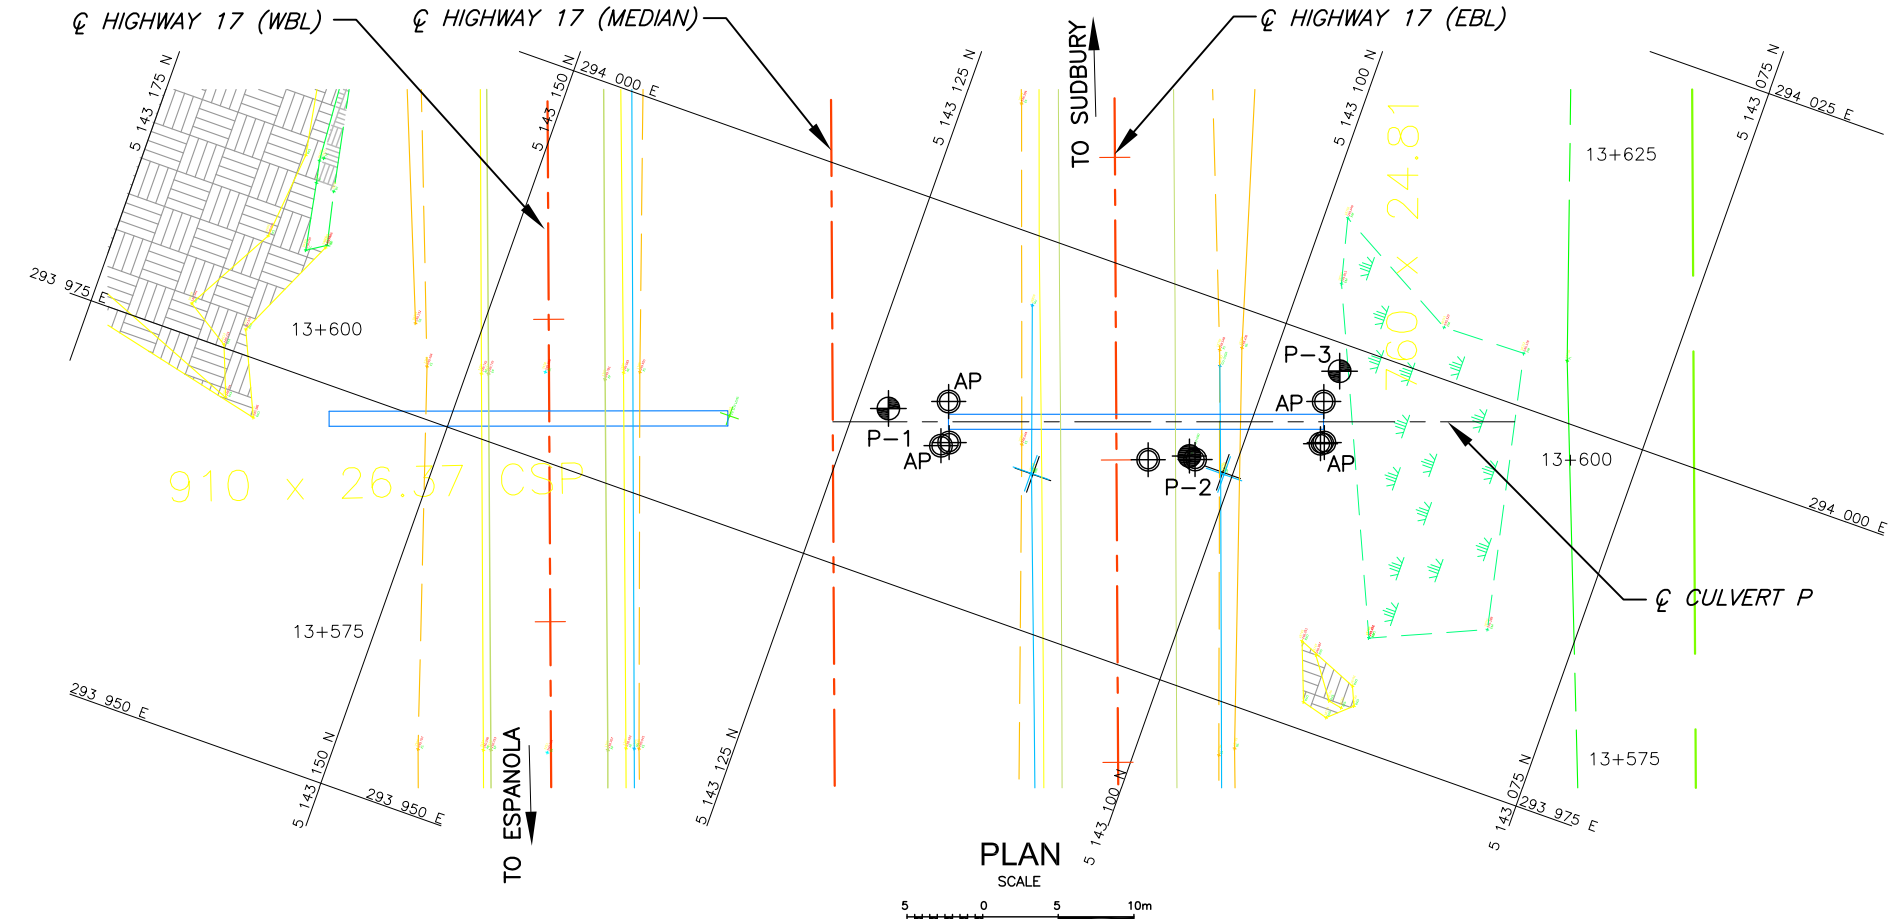 ℄ HIGHWAY 17 (WBL)
℄ HIGHWAY 17 (MEDIAN)
℄ HIGHWAY 17 (EBL)
5 143 175 N
5 143 150 N
294 000 E
5 143 125 N
TO SUDBURY
5 143 100 N
5 143 075 N
294 025 E
13+625
760 x 24.81
293 975 E
13+600
P-3
AP
AP
P-1
AP
AP
P-2
13+600
910 x 26.37 CSP
294 000 E
℄ CULVERT P
13+575
293 950 E
5 143 150 N
293 950 E
TO ESPANOLA
5 143 125 N
5 143 100 N
5 143 075 N
13+575
293 975 E
PLAN
SCALE
5 0 5 10m